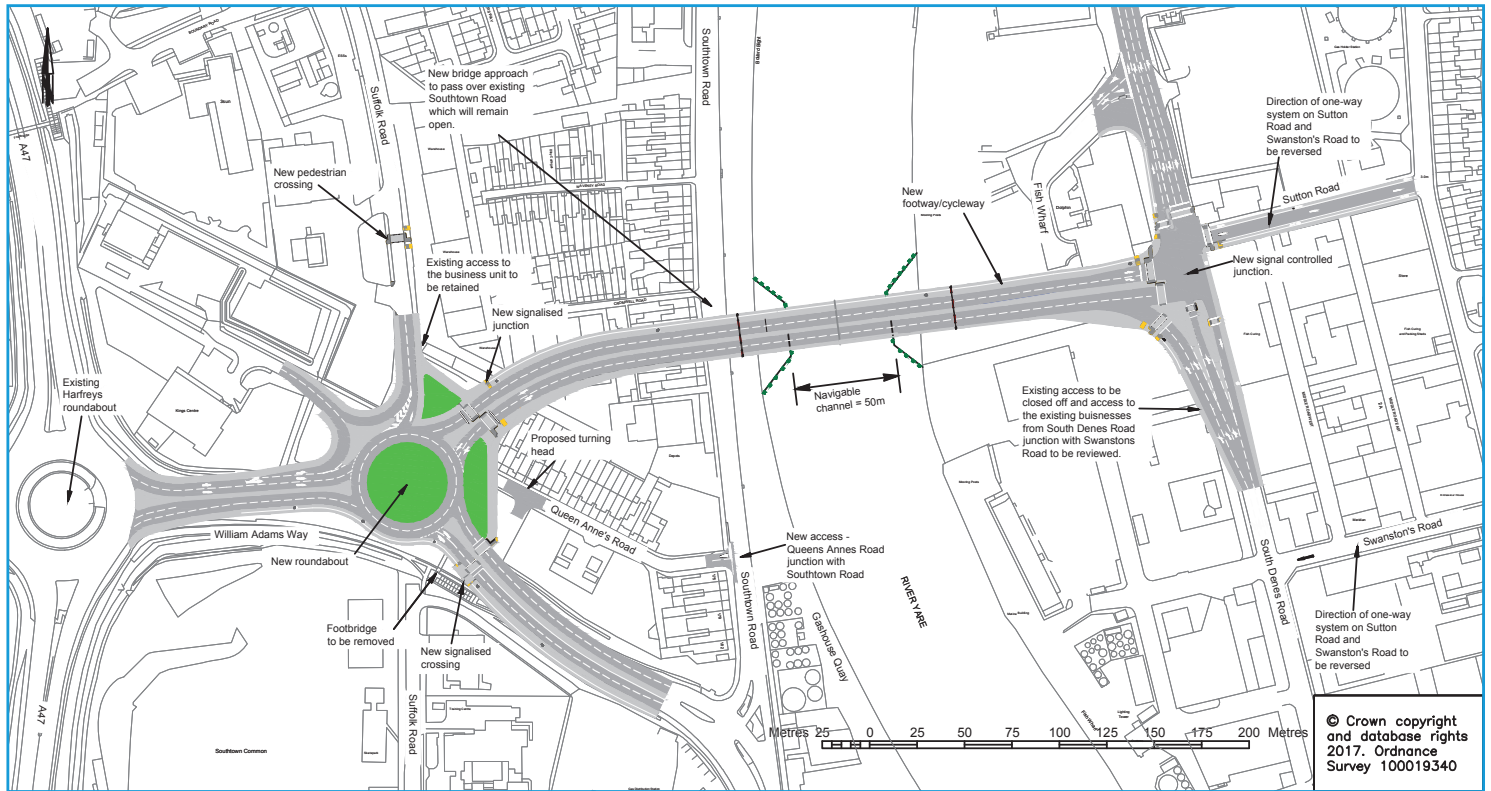 BOUNDARY ROAD
A47
Suffolk Road
New bridge approach
to pass over existing
Southtown Road
which will remain
open.
Southtown Road
New pedestrian
crossing
Existing access to
the business unit to
be retained
New signalised
junction
New
footway/cycleway
Fish Wharf
Dolphin
Direction of one-way
system on Sutton
Road and
Swanston's Road to
be reversed
Sutton Road
New signal controlled
junction.
Existing
Harfreys
roundabout
Kings Centre
Navigable
channel = 50m
Existing access to be
closed off and access to
the existing buisnesses
from South Denes Road
junction with Swanstons
Road to be reviewed.
Proposed turning
head
Queen Anne's Road
William Adams Way
New roundabout
New access -
Queens Annes Road
junction with
Southtown Road
Southtown Road
Gashouse Quay
RIVER YARE
South Denes Road
Swanston's Road
Footbridge
to be removed
New signalised
crossing
Direction of one-way
system on Sutton
Road and
Swanston's Road to
be reversed
A47
Suffolk Road
Southtown Common
Lighting
Tower
Metres 25 0 25 50 75 100 125 150 175 200 Metres
© Crown copyright
and database rights
2017. Ordnance
Survey 100019340